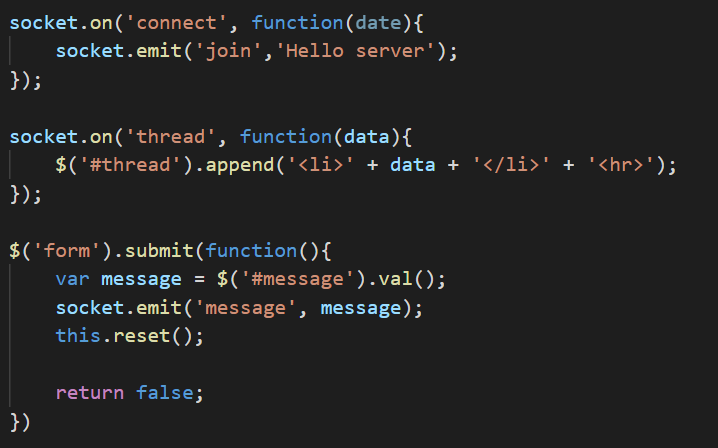 socket.on('connect', function(date){
    socket.emit('join','Hello server');
});

socket.on('thread', function(data){
    $('#thread').append('<li>' + data + '</li>' + '<hr>');
});

$('form').submit(function(){
    var message = $('#message').val();
    socket.emit('message', message);
    this.reset();

    return false;
})